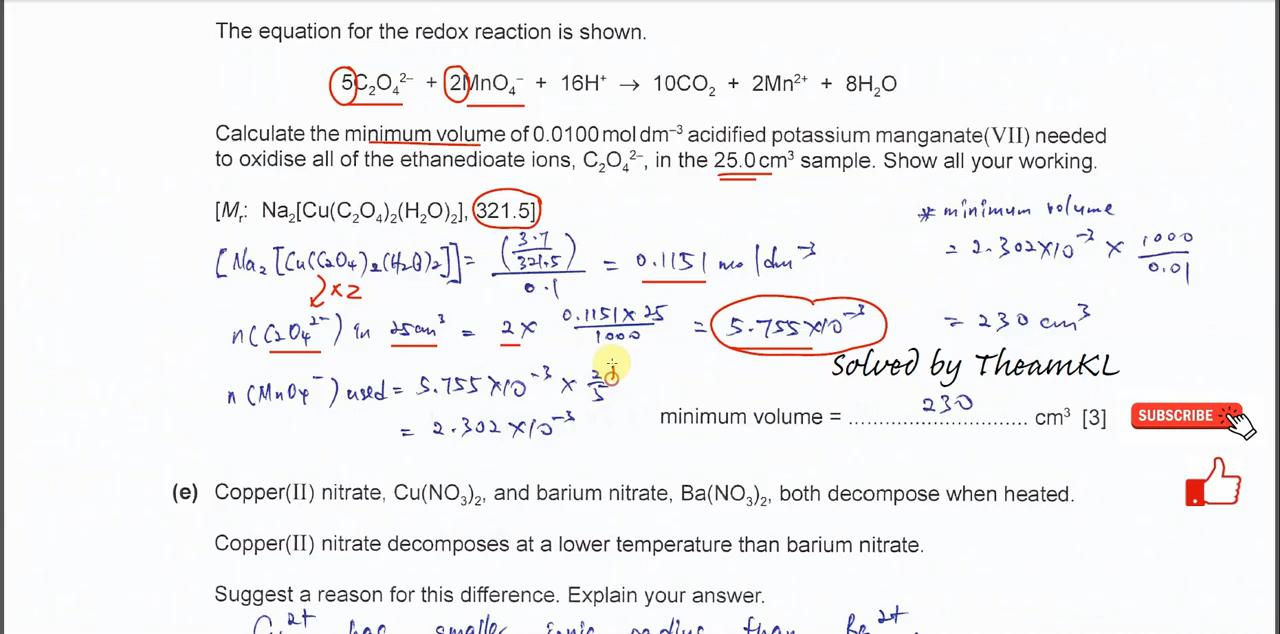 The equation for the redox reaction is shown.
5C₂O₄²⁻ + 2MnO₄⁻ + 16H⁺ → 10CO₂ + 2Mn²⁺ + 8H₂O
Calculate the minimum volume of 0.0100 mol dm⁻³ acidified potassium manganate(VII) needed
to oxidise all of the ethanedioate ions, C₂O₄²⁻, in the 25.0 cm³ sample. Show all your working.
[Mᵣ: Na₂[Cu(C₂O₄)₂(H₂O)₂], 321.5]
[Na₂[Cu(C₂O₄)₂(H₂O)₂]] = (3.7/321.5)/0.1 = 0.1151 mol/dm⁻³
×2
n(C₂O₄²⁻) in 25cm³ = 2 × 0.1151 × 25/1000 = 5.755×10⁻³
n(MnO₄⁻) used = 5.755×10⁻³ × 2/5
= 2.302×10⁻³
* minimum volume
= 2.302×10⁻³ × 1000/0.01
= 230 cm³
Solved by TheamKL
minimum volume = 230 cm³ [3]
SUBSCRIBE
(e) Copper(II) nitrate, Cu(NO₃)₂, and barium nitrate, Ba(NO₃)₂, both decompose when heated.
Copper(II) nitrate decomposes at a lower temperature than barium nitrate.
Suggest a reason for this difference. Explain your answer.
Cu²⁺ has smaller ionic radius than Ba²⁺